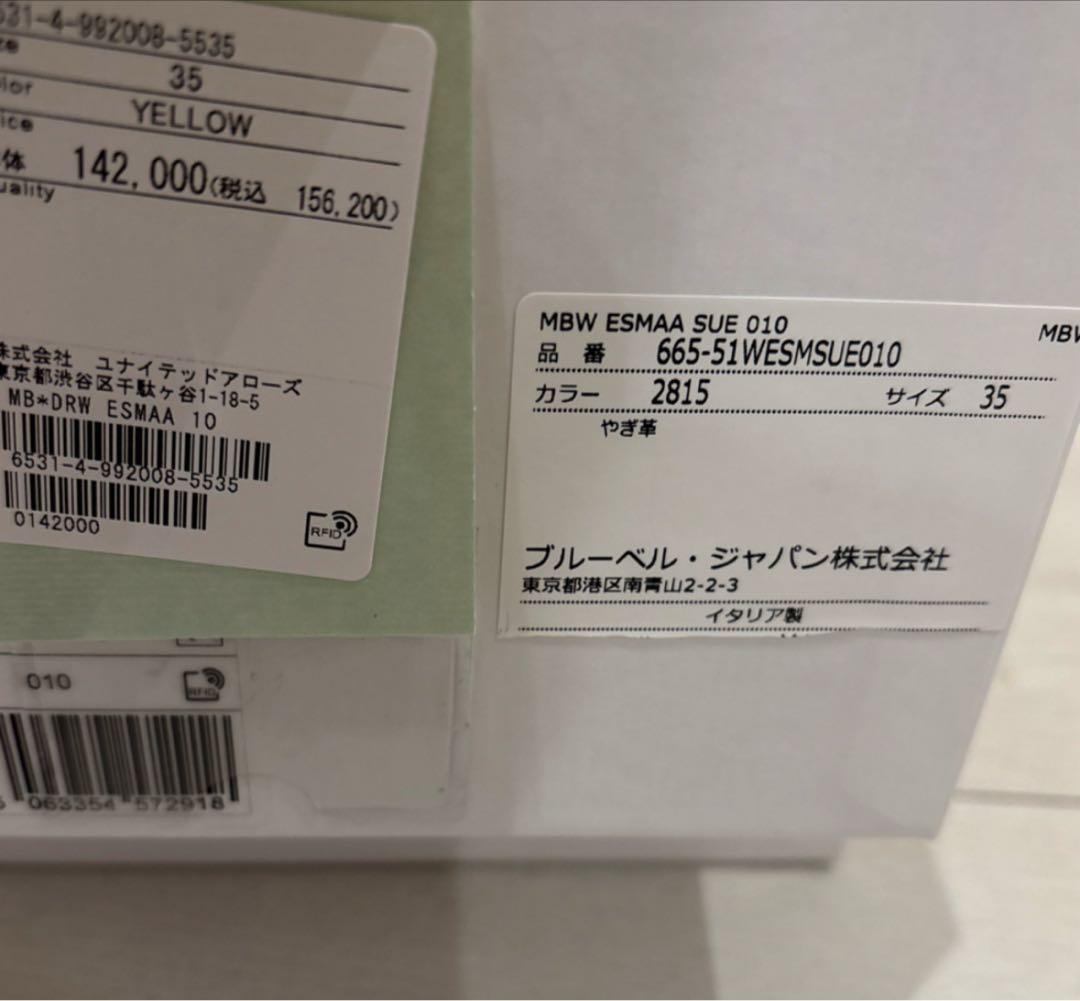 531-4-992008-5535
ze 35
olor YELLOW
ice
体 142,000(税込 156,200)
uality
株式会社 ユナイテッドアローズ
東京都渋谷区千駄ケ谷1-18-5
MB*DRW ESMAA 10
6531-4-992008-5535
0142000
RFID
010
RFID
063354 572918
MBW ESMAA SUE 010
品 番 665-51WESMSUE010
カラー 2815 サイズ 35
やぎ革
ブルーベル・ジャパン株式会社
東京都港区南青山2-2-3
イタリア製
MBW